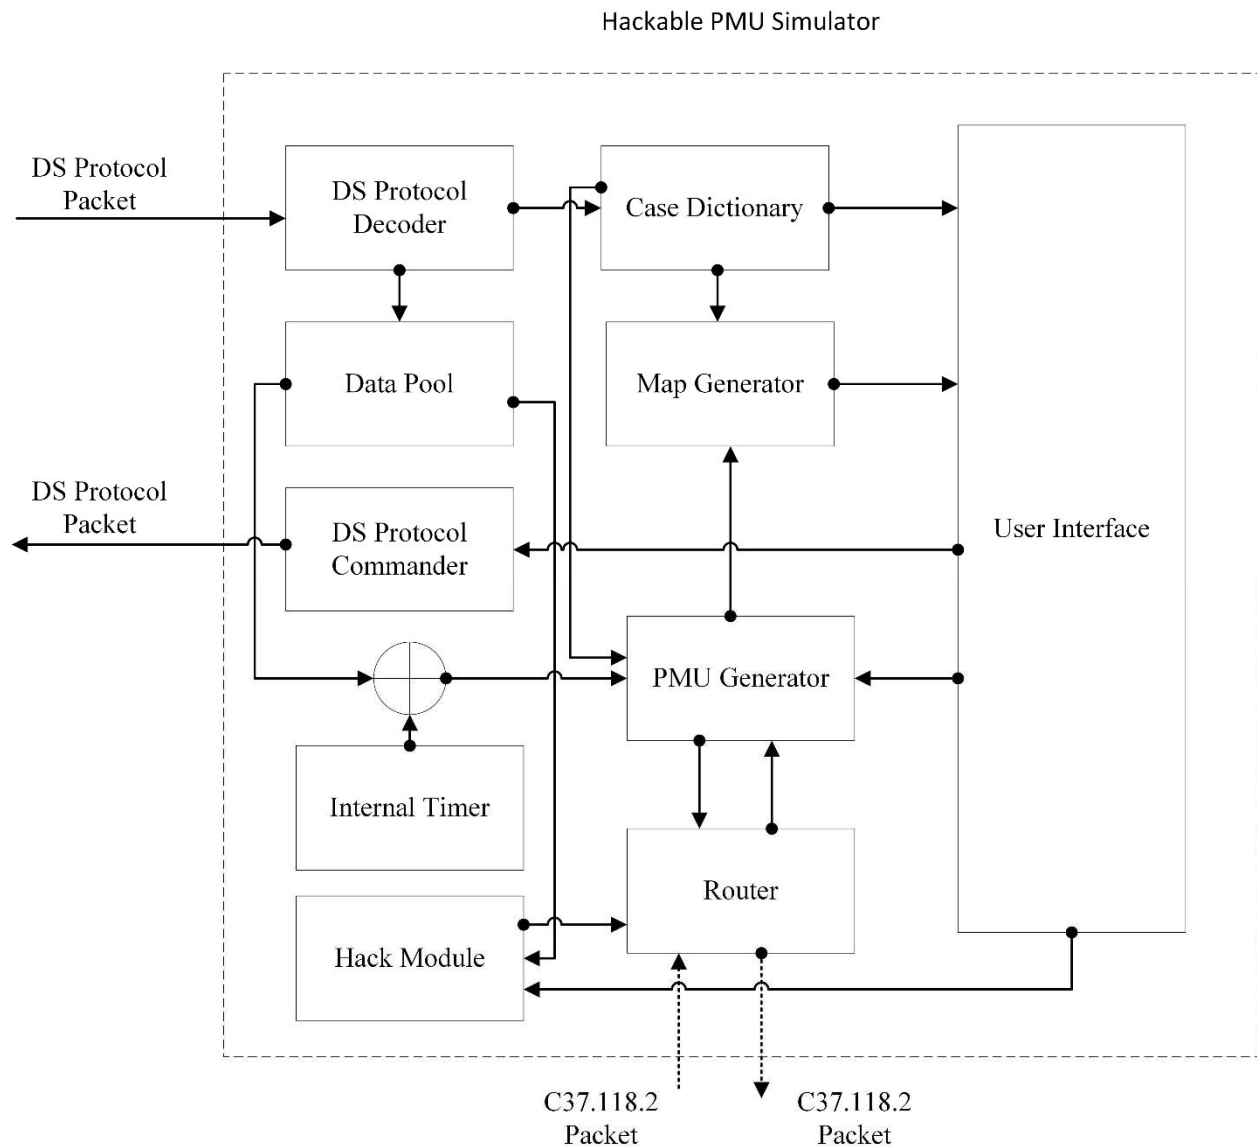 Hackable PMU Simulator
DS Protocol
Packet
DS Protocol
Decoder
Case Dictionary
Data Pool
Map Generator
DS Protocol
Packet
DS Protocol
Commander
User Interface
PMU Generator
Internal Timer
Router
Hack Module
C37.118.2
Packet
C37.118.2
Packet